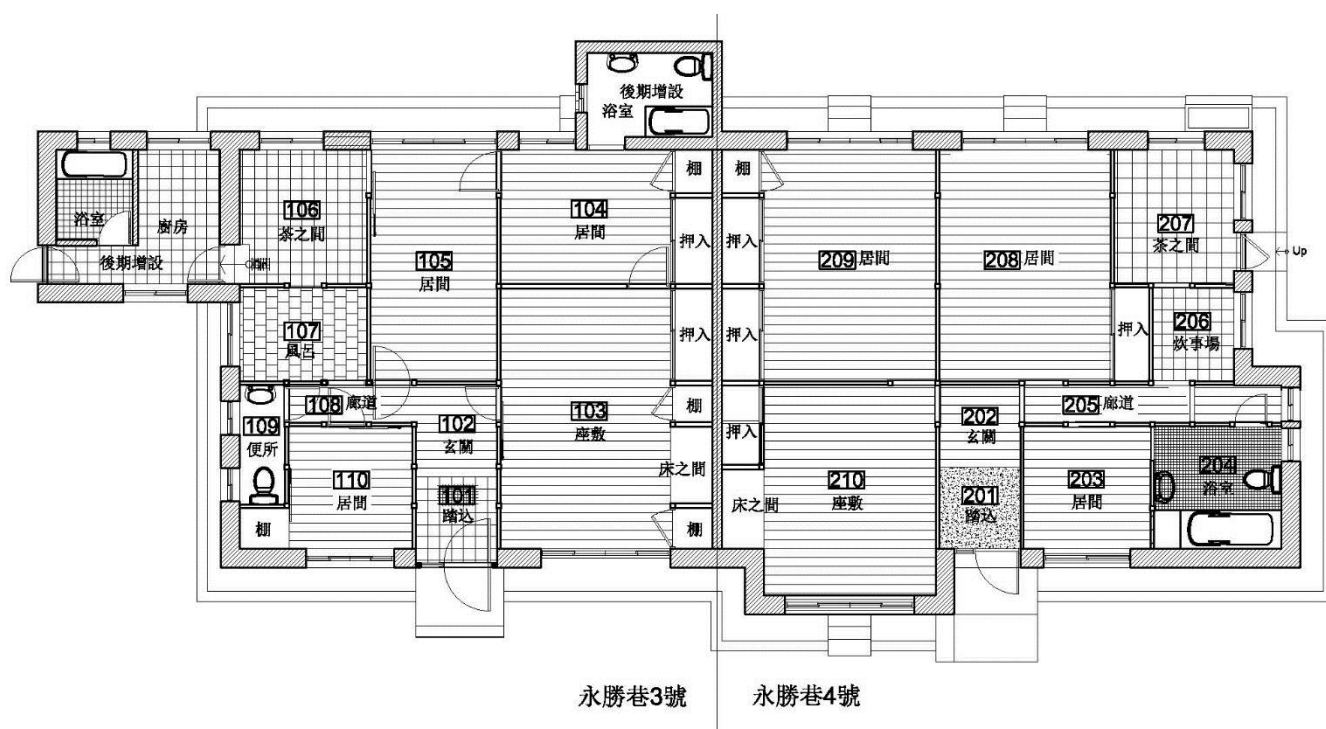 後期增設
浴室
棚
棚
106
茶之間
104
居間
207
茶之間
浴室
廚房
押入
押入
後期增設
105
居間
209 居間
208 居間
Up
107
風呂
押入
押入
押入
206
炊事場
108 廊道
102
玄關
103
座敷
棚
202
玄關
205 廊道
109
便所
押入
110
居間
101
踏込
床之間
床之間
210
座敷
201
踏込
203
居間
204
浴室
棚
棚
永勝巷3號
永勝巷4號